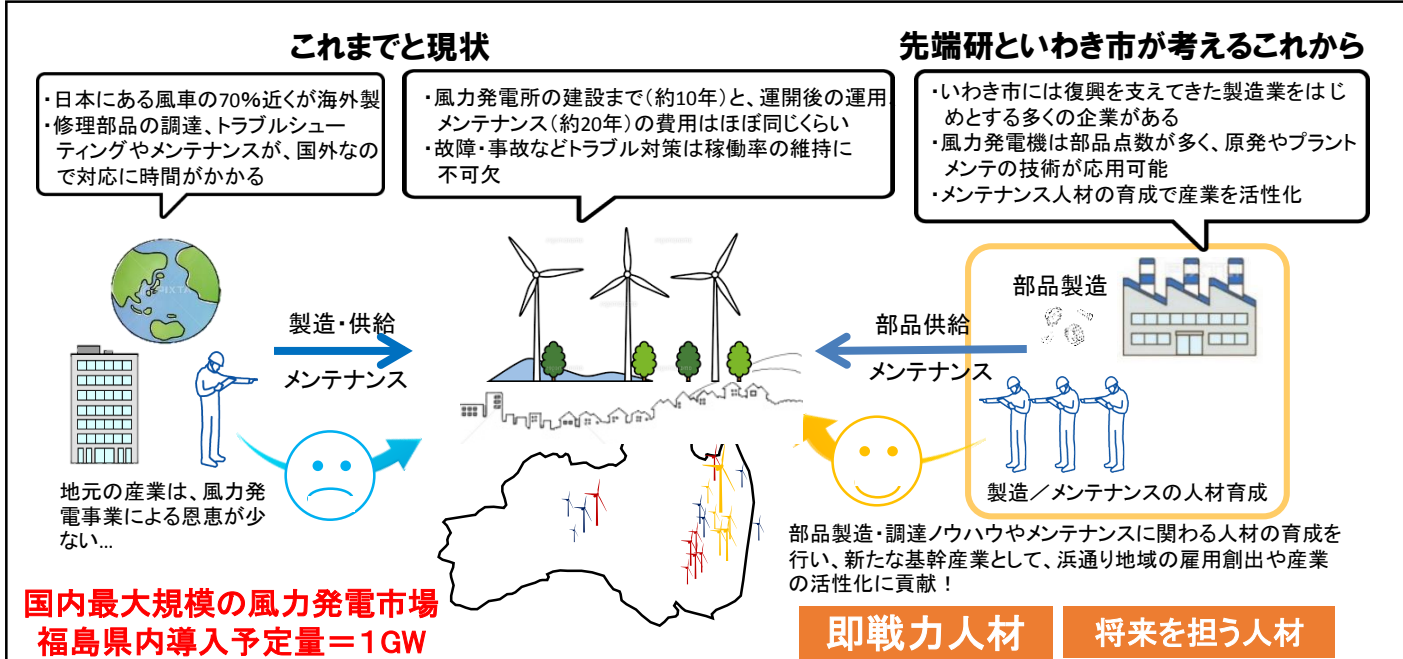 これまでと現状
先端研といわき市が考えるこれから
・日本にある風車の70%近くが海外製
・修理部品の調達、トラブルシュー
ティングやメンテナンスが、国外なの
で対応に時間がかかる
・風力発電所の建設まで(約10年)と、運開後の運用
メンテナンス(約20年)の費用はほぼ同じくらい
・故障・事故などトラブル対策は稼働率の維持に
不可欠
・いわき市には復興を支えてきた製造業をはじ
めとする多くの企業がある
・風力発電機は部品点数が多く、原発やプラント
メンテの技術が応用可能
・メンテナンス人材の育成で産業を活性化
製造・供給
メンテナンス
部品製造
部品供給
メンテナンス
製造/メンテナンスの人材育成
地元の産業は、風力発
電事業による恩恵が少
ない…
部品製造・調達ノウハウやメンテナンスに関わる人材の育成を
行い、新たな基幹産業として、浜通り地域の雇用創出や産業
の活性化に貢献!
国内最大規模の風力発電市場
福島県内導入予定量=1GW
即戦力人材
将来を担う人材